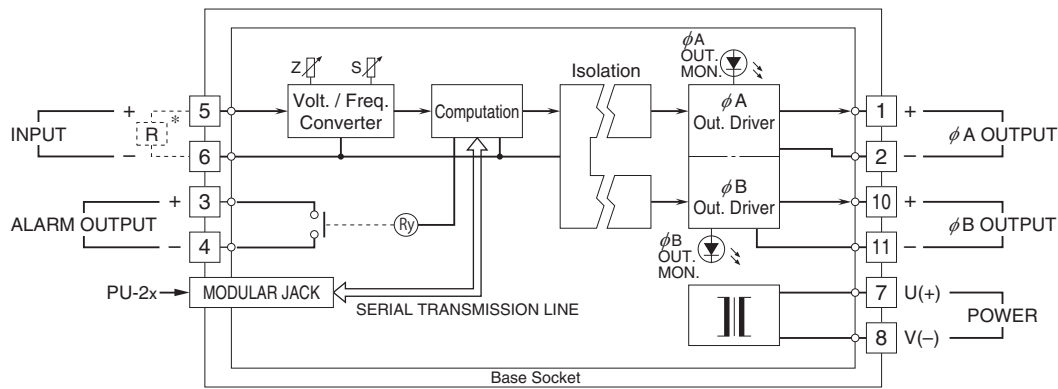 φA
OUT.
MON.
Isolation
Z
S
+
5
*
Volt. / Freq.
Converter
Computation
φA
Out. Driver
1
+
INPUT
R
φA OUTPUT
–
6
2
–
+
3
φB
Out. Driver
10
+
ALARM OUTPUT
Ry
φB OUTPUT
–
4
φB
OUT.
MON.
11
–
PU-2x
MODULAR JACK
SERIAL TRANSMISSION LINE
7
U(+)
POWER
8
V(–)
Base Socket